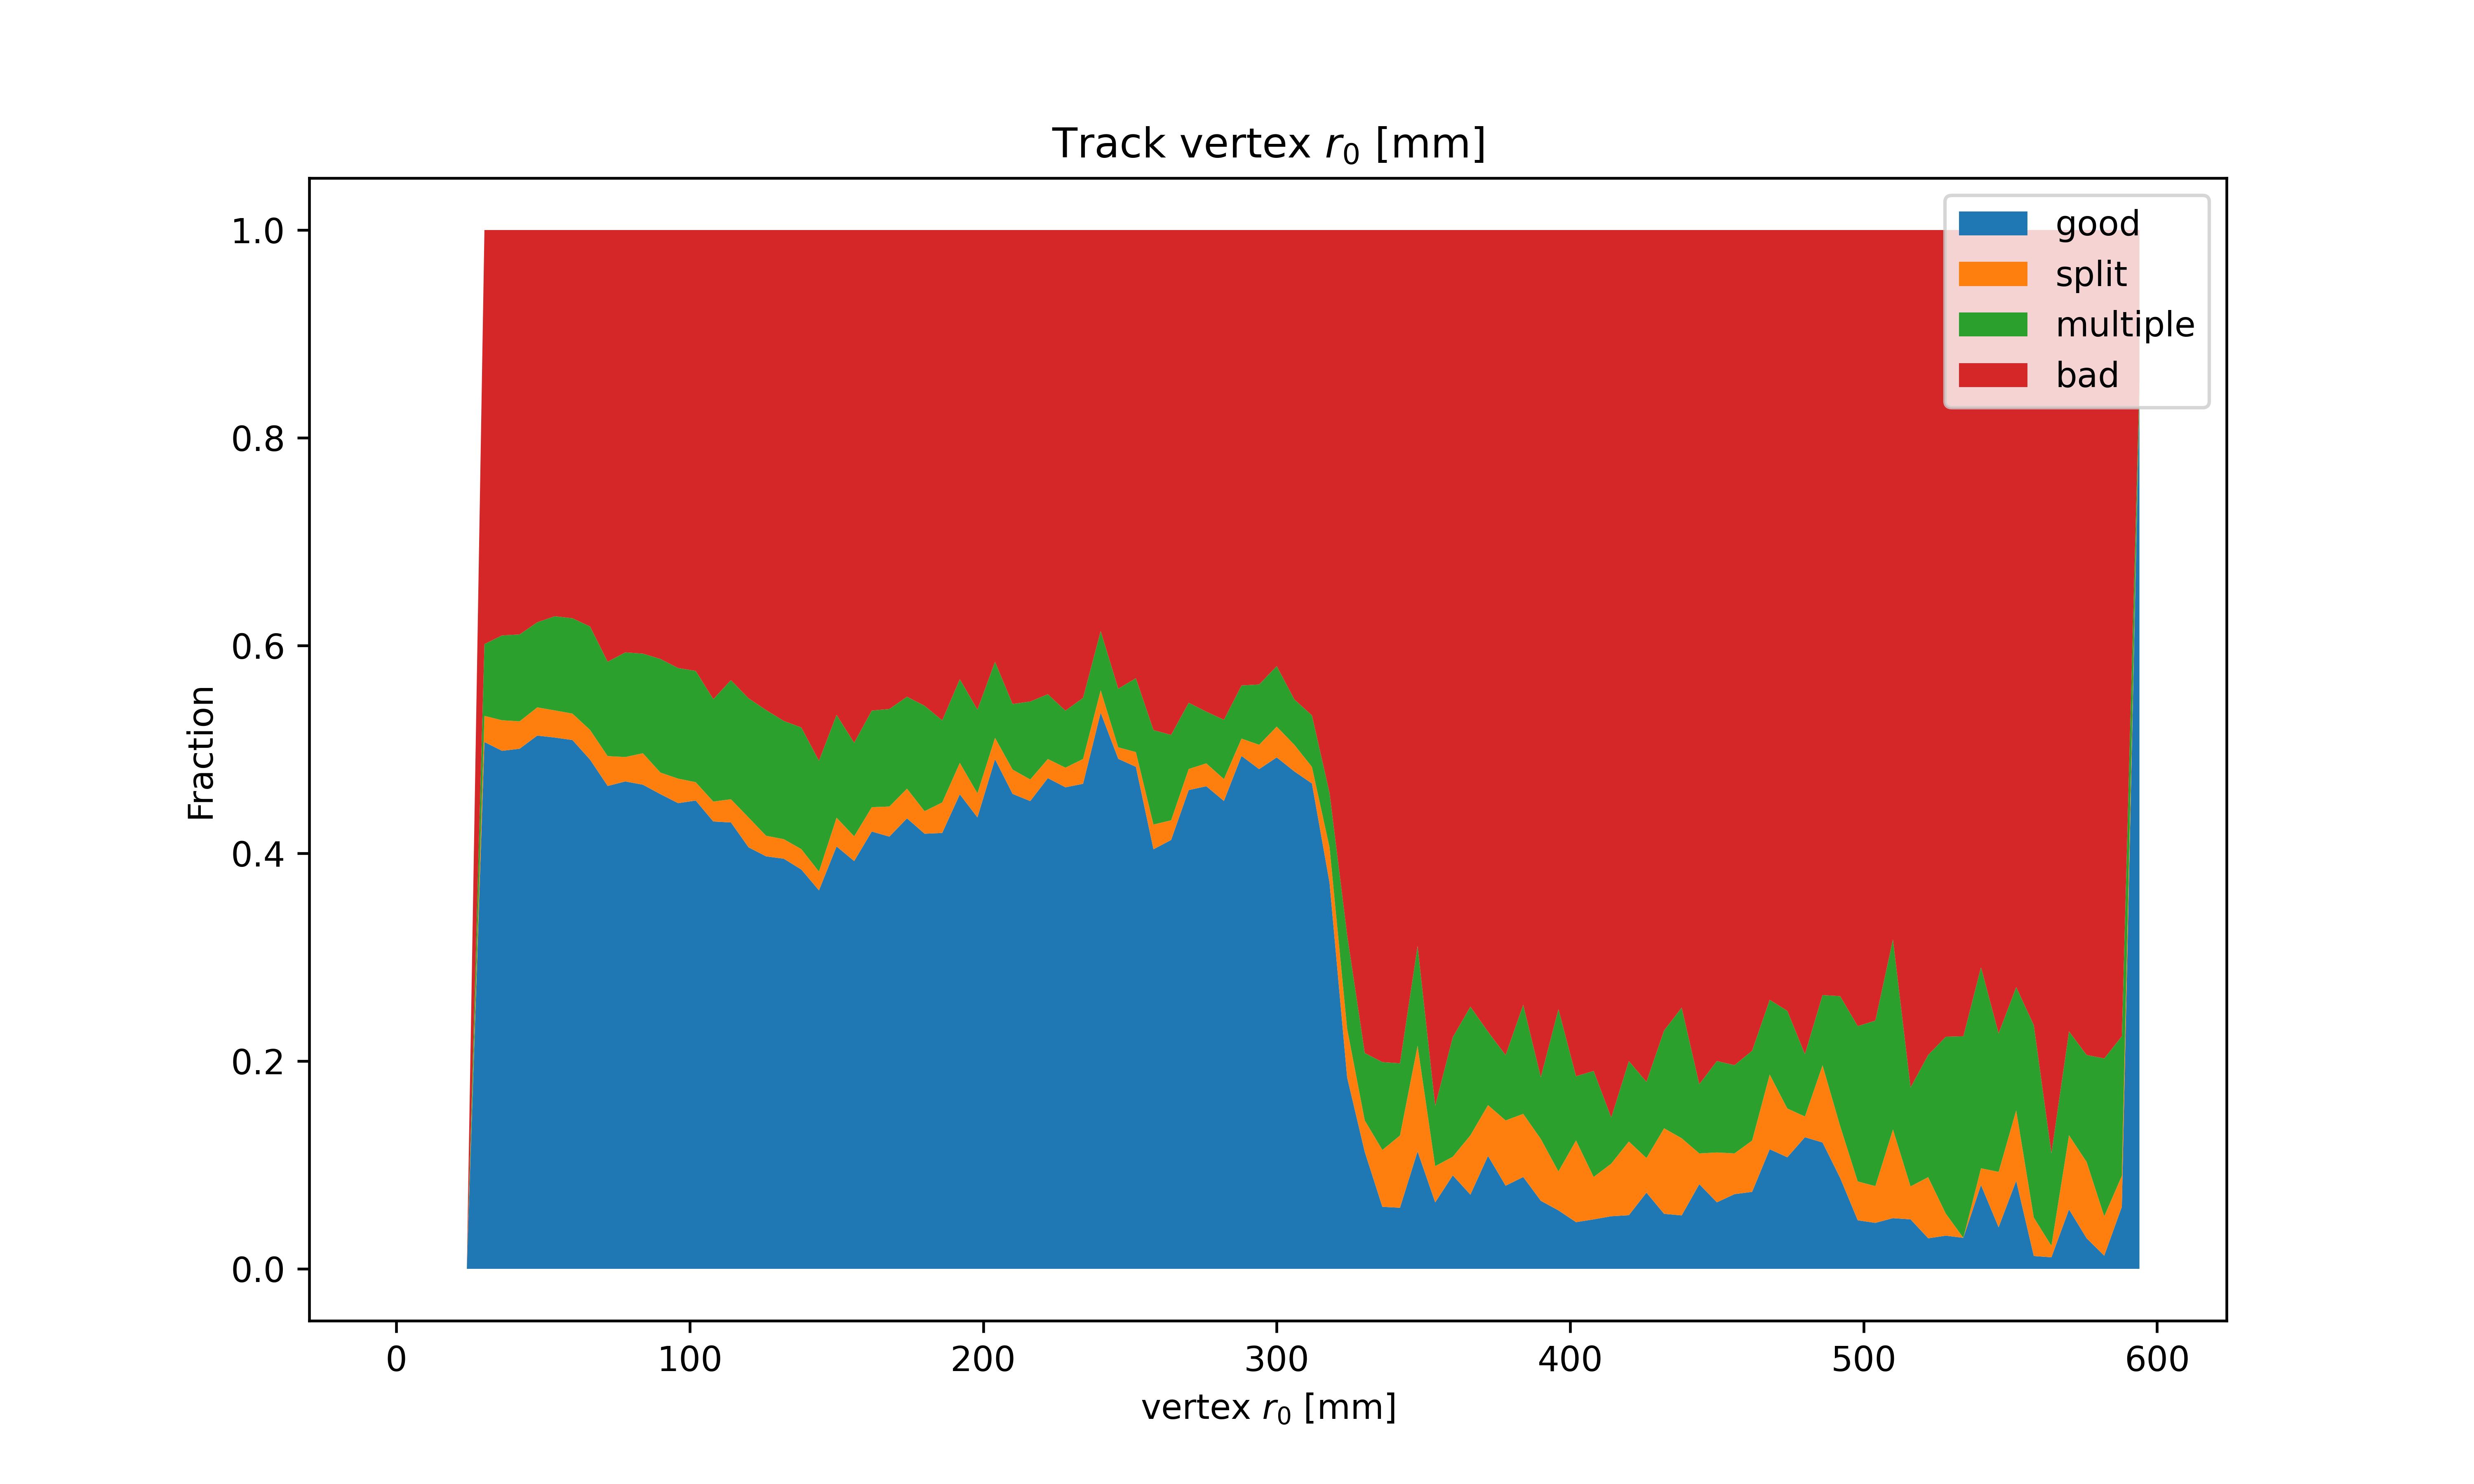 Track vertex r₀ [mm]
good
split
multiple
bad
1.0
0.8
0.6
0.4
0.2
0.0
Fraction
0 100 200 300 400 500 600
vertex r₀ [mm]